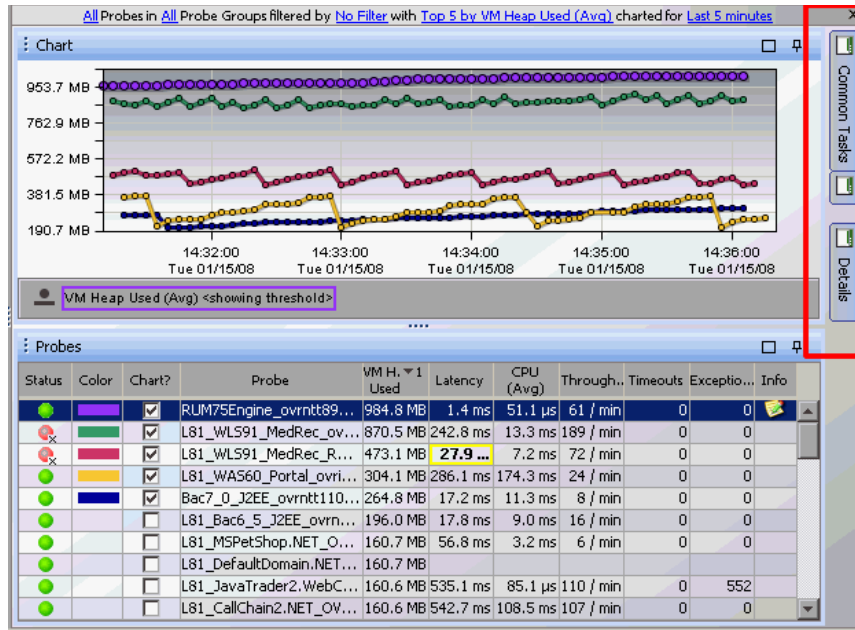 All Probes in All Probe Groups filtered by No Filter with Top 5 by VM Heap Used (Avg) charted for Last 5 minutes
Chart
953.7 MB
762.9 MB
572.2 MB
381.5 MB
190.7 MB
14:32:00 14:33:00 14:34:00 14:35:00 14:36:00
Tue 01/15/08 Tue 01/15/08 Tue 01/15/08 Tue 01/15/08 Tue 01/15/08
VM Heap Used (Avg) <showing threshold>
Common Tasks
Details
Probes
Status Color Chart? Probe VM H. 1 Used Latency CPU (Avg) Through.. Timeouts Exceptio... Info
RUM75Engine_ovrntt89... 984.8 MB 1.4 ms 51.1 µs 61 / min 0 0
L81_WLS91_MedRec_ov... 870.5 MB 242.8 ms 13.3 ms 189 / min 0 0
L81_WLS91_MedRec_R... 473.1 MB 27.9 ... 7.2 ms 72 / min 0 0
L81_WAS60_Portal_ovri... 304.1 MB 286.1 ms 174.3 ms 24 / min 0 0
Bac7_0_J2EE_ovrntt110... 264.8 MB 17.2 ms 11.3 ms 8 / min 0 0
L81_Bac6_5_J2EE_ovrn... 196.0 MB 17.8 ms 9.0 ms 16 / min 0 0
L81_MSPetShop.NET_O... 160.7 MB 56.8 ms 3.2 ms 6 / min 0 0
L81_DefaultDomain.NET... 160.7 MB
L81_JavaTrader2.WebC... 160.6 MB 535.1 ms 85.1 µs 110 / min 0 552
L81_CallChain2.NET_OV... 160.6 MB 542.7 ms 108.5 ms 107 / min 0 0